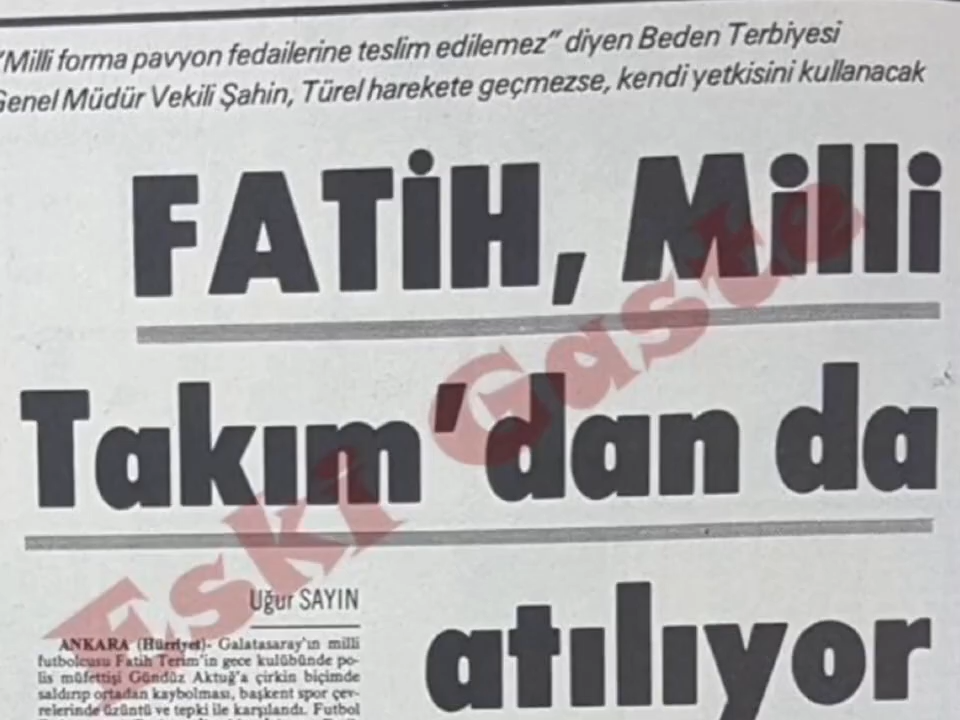 "Milli forma pavyon fedailerine teslim edilemez" diyen Beden Terbiyesi
Genel Müdür Vekili Şahin, Türel harekete geçmezse, kendi yetkisini kullanacak
FATİH, Milli
Takım'dan da
atılıyor
Uğur SAYIN
ANKARA (Hürriyet)- Galatasaray'ın milli
futbolcusu Fatih Terim'in gece kulübünde po-
lis müfettişi Gündüz Aktuğ'a çirkin biçimde
saldırıp ortadan kaybolması, başkent spor çev-
relerinde üzüntü ve tepki ile karşılandı. Futbol
Eski Gaste